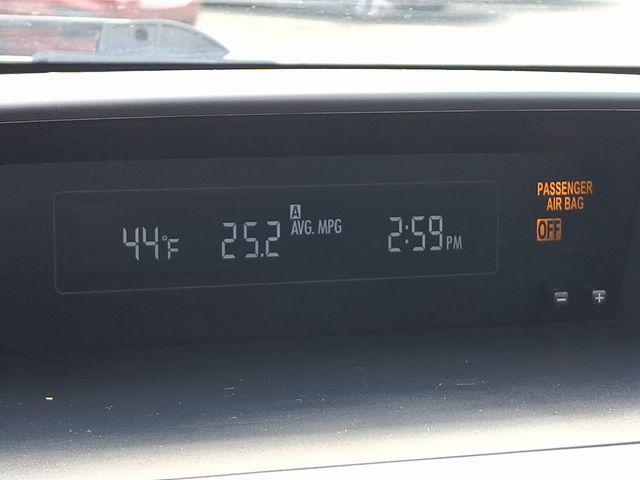 44°F 25.2 A AVG. MPG 2:59 PM
PASSENGER
AIR BAG
OFF
- +